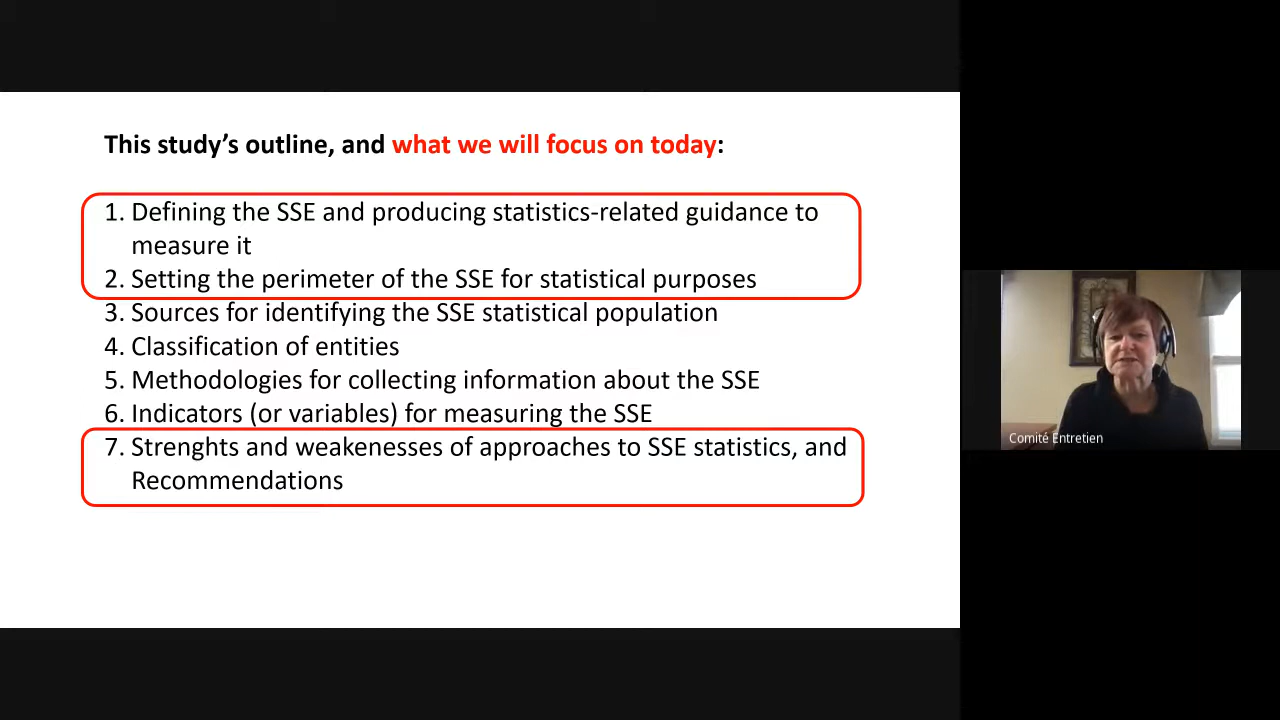 This study's outline, and what we will focus on today:
1. Defining the SSE and producing statistics-related guidance to
measure it
2. Setting the perimeter of the SSE for statistical purposes
3. Sources for identifying the SSE statistical population
4. Classification of entities
5. Methodologies for collecting information about the SSE
6. Indicators (or variables) for measuring the SSE
7. Strenghts and weakenesses of approaches to SSE statistics, and
Recommendations
Comité Entretien